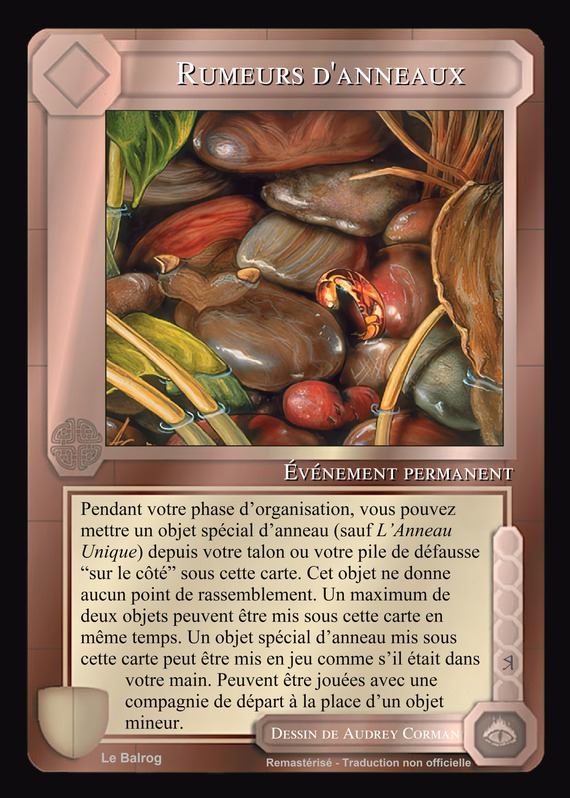 RUMEURS D'ANNEAUX
ÉVÉNEMENT PERMANENT
Pendant votre phase d’organisation, vous pouvez
mettre un objet spécial d’anneau (sauf L’Anneau
Unique) depuis votre talon ou votre pile de défausse
“sur le côté” sous cette carte. Cet objet ne donne
aucun point de rassemblement. Un maximum de
deux objets peuvent être mis sous cette carte en
même temps. Un objet spécial d’anneau mis sous
cette carte peut être mis en jeu comme s’il était dans
votre main. Peuvent être jouées avec une
compagnie de départ à la place d’un objet
mineur.
DESSIN DE AUDREY CORMAN
Le Balrog
Remastérisé - Traduction non officielle